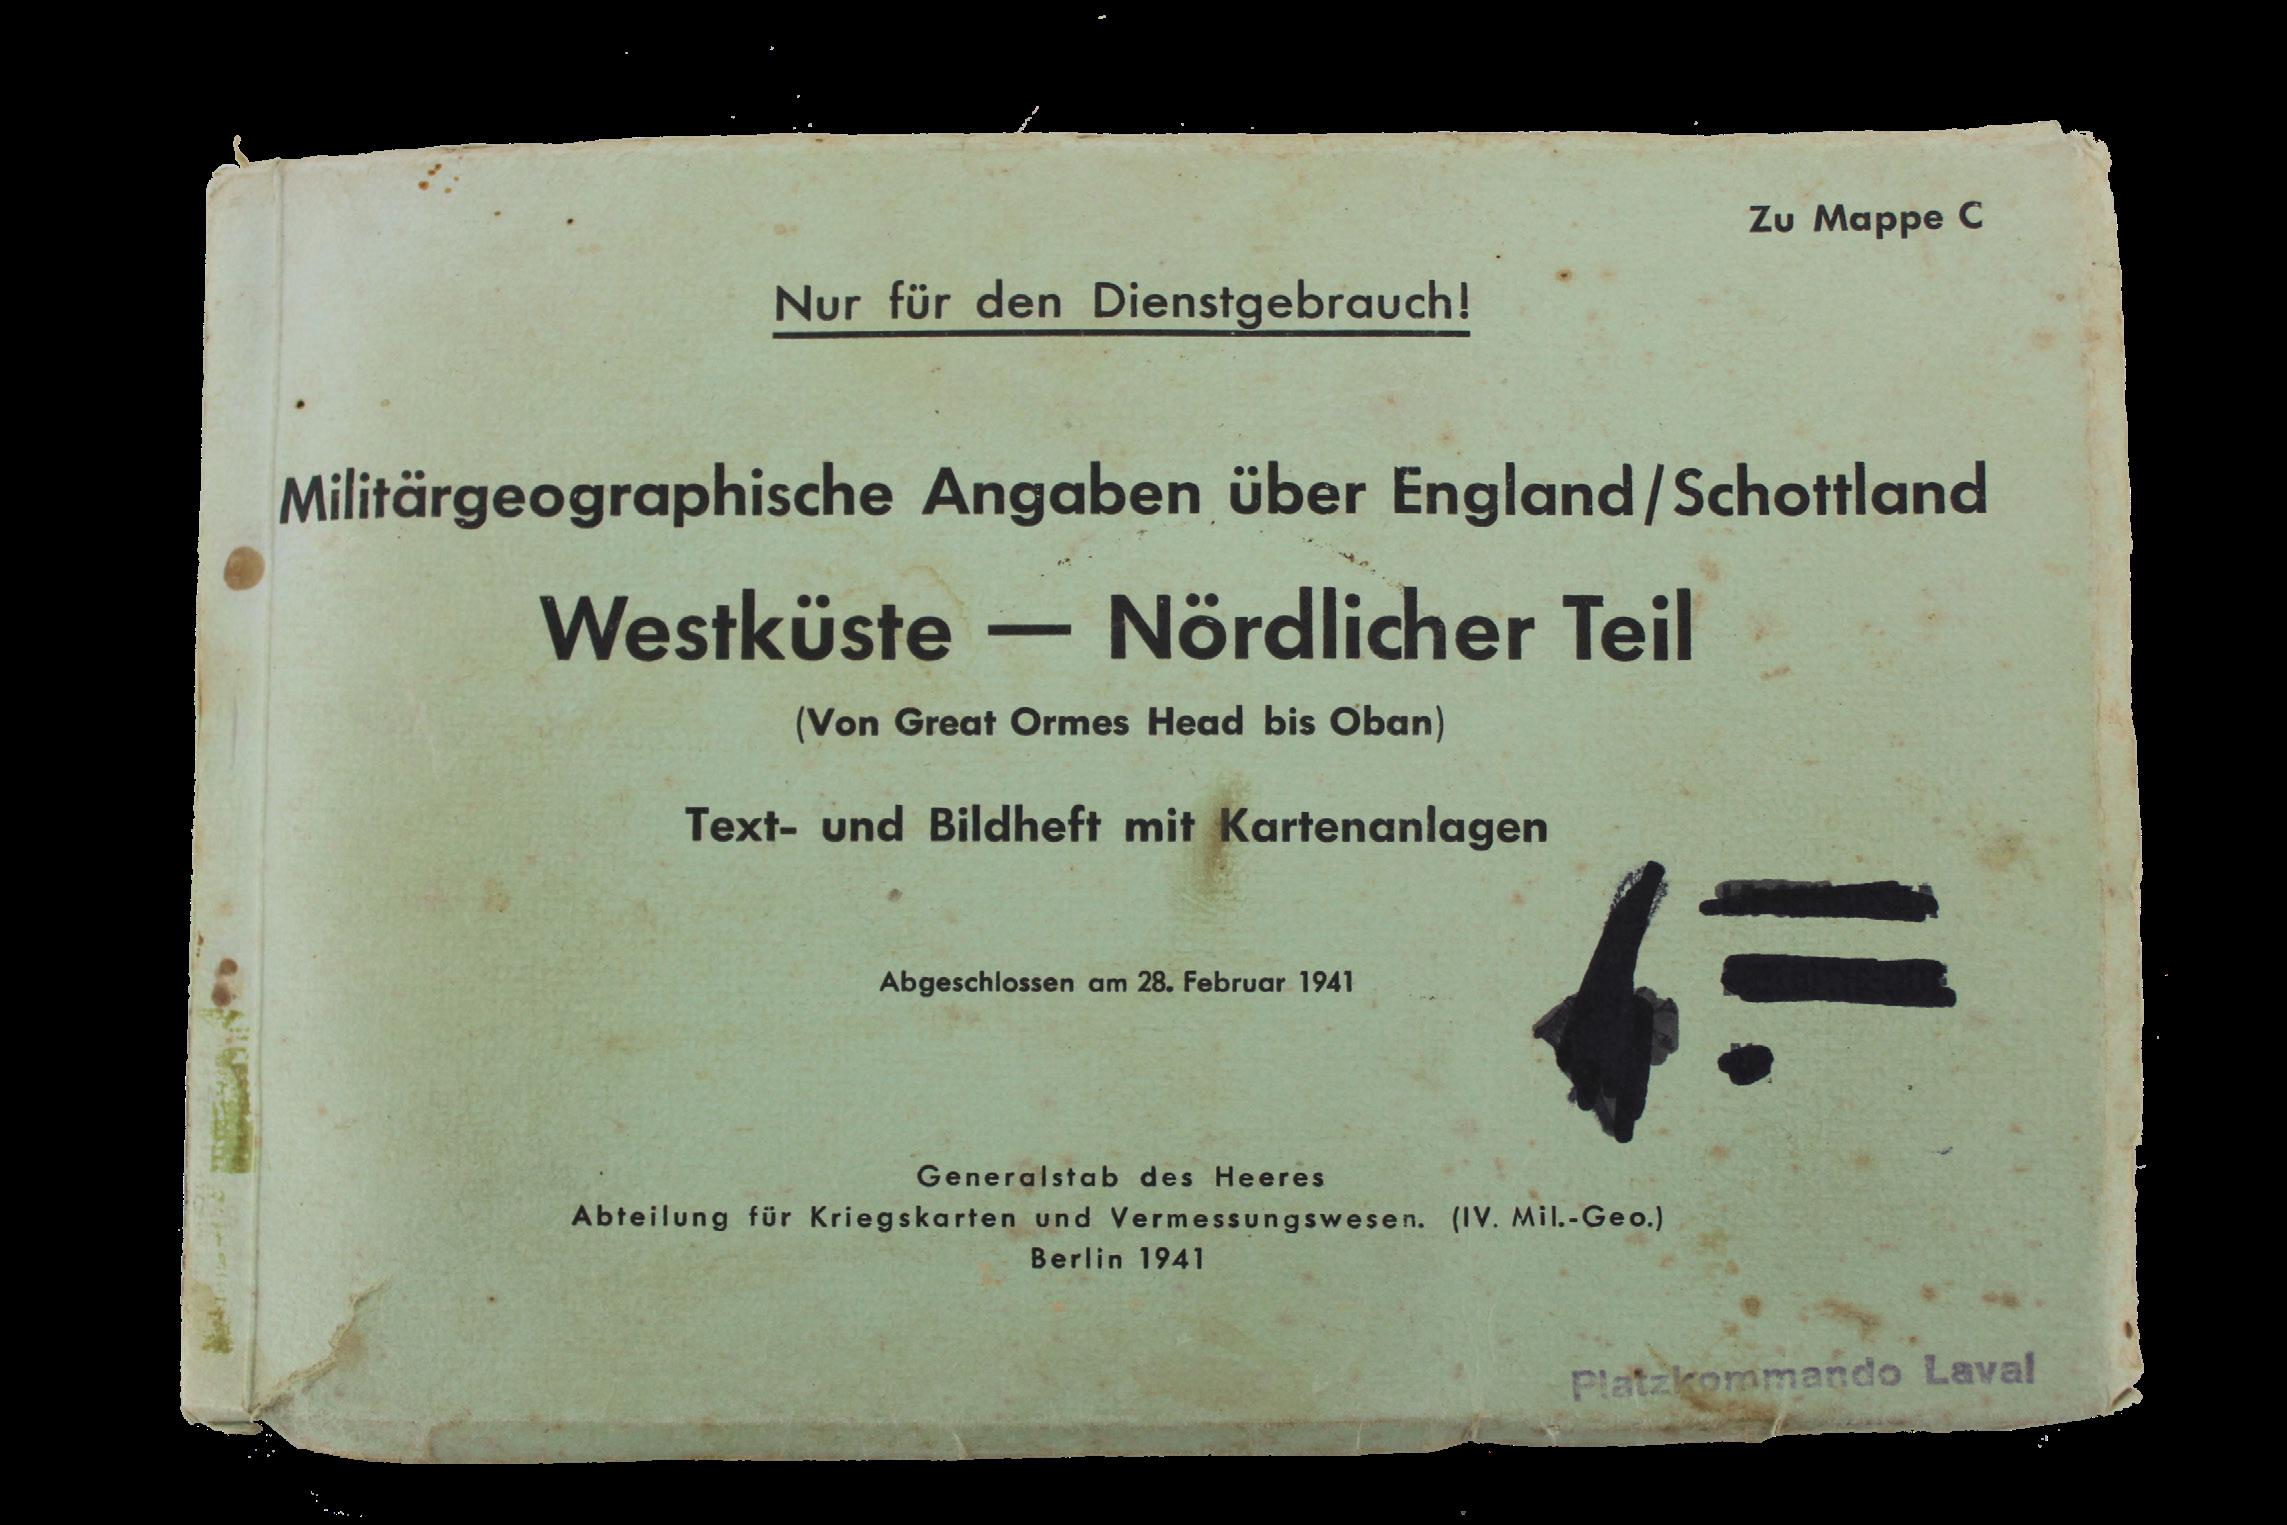 Zu Mappe C
Nur für den Dienstgebrauch!
Militärgeographische Angaben über England/Schottland
Westküste — Nördlicher Teil
(Von Great Ormes Head bis Oban)
Text- und Bildheft mit Kartenanlagen
Abgeschlossen am 28. Februar 1941
Generalstab des Heeres
Abteilung für Kriegskarten und Vermessungswesen. (IV. Mil.-Geo.)
Berlin 1941
Platzkommando Laval